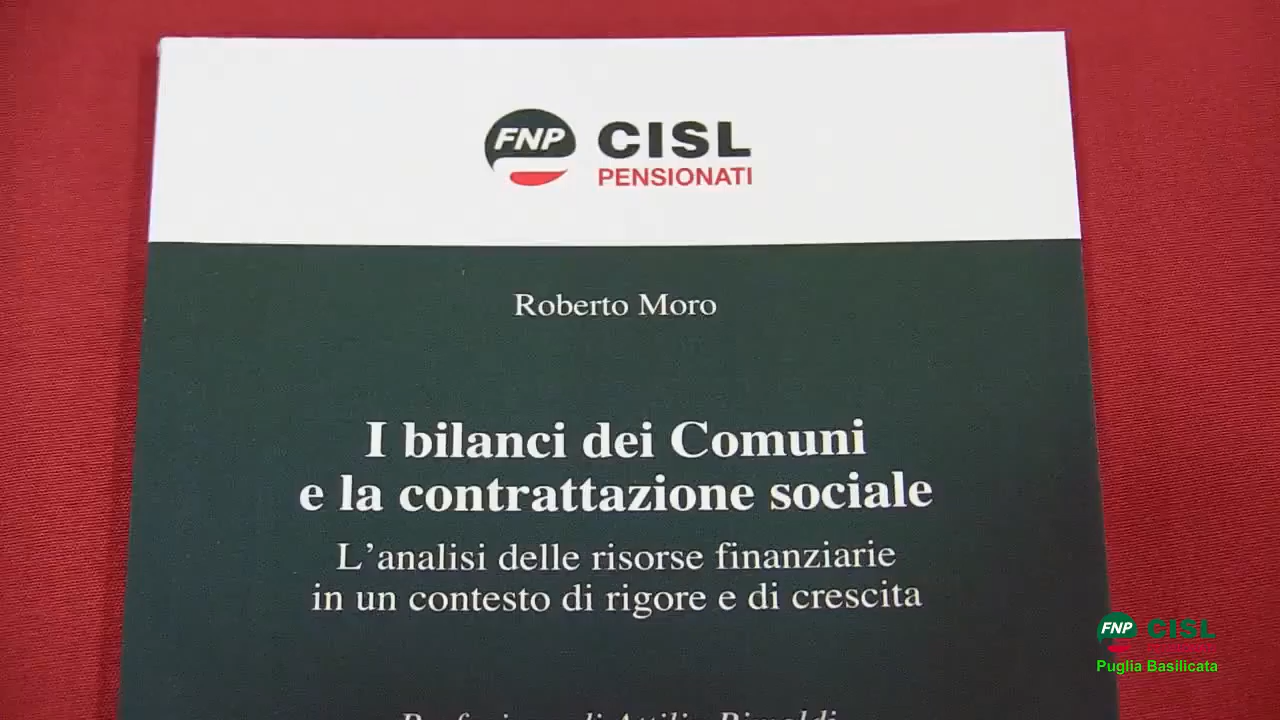 FNP CISL
PENSIONATI
Roberto Moro
I bilanci dei Comuni
e la contrattazione sociale
L'analisi delle risorse finanziarie
in un contesto di rigore e di crescita
FNP CISL
PENSIONATI
Puglia Basilicata